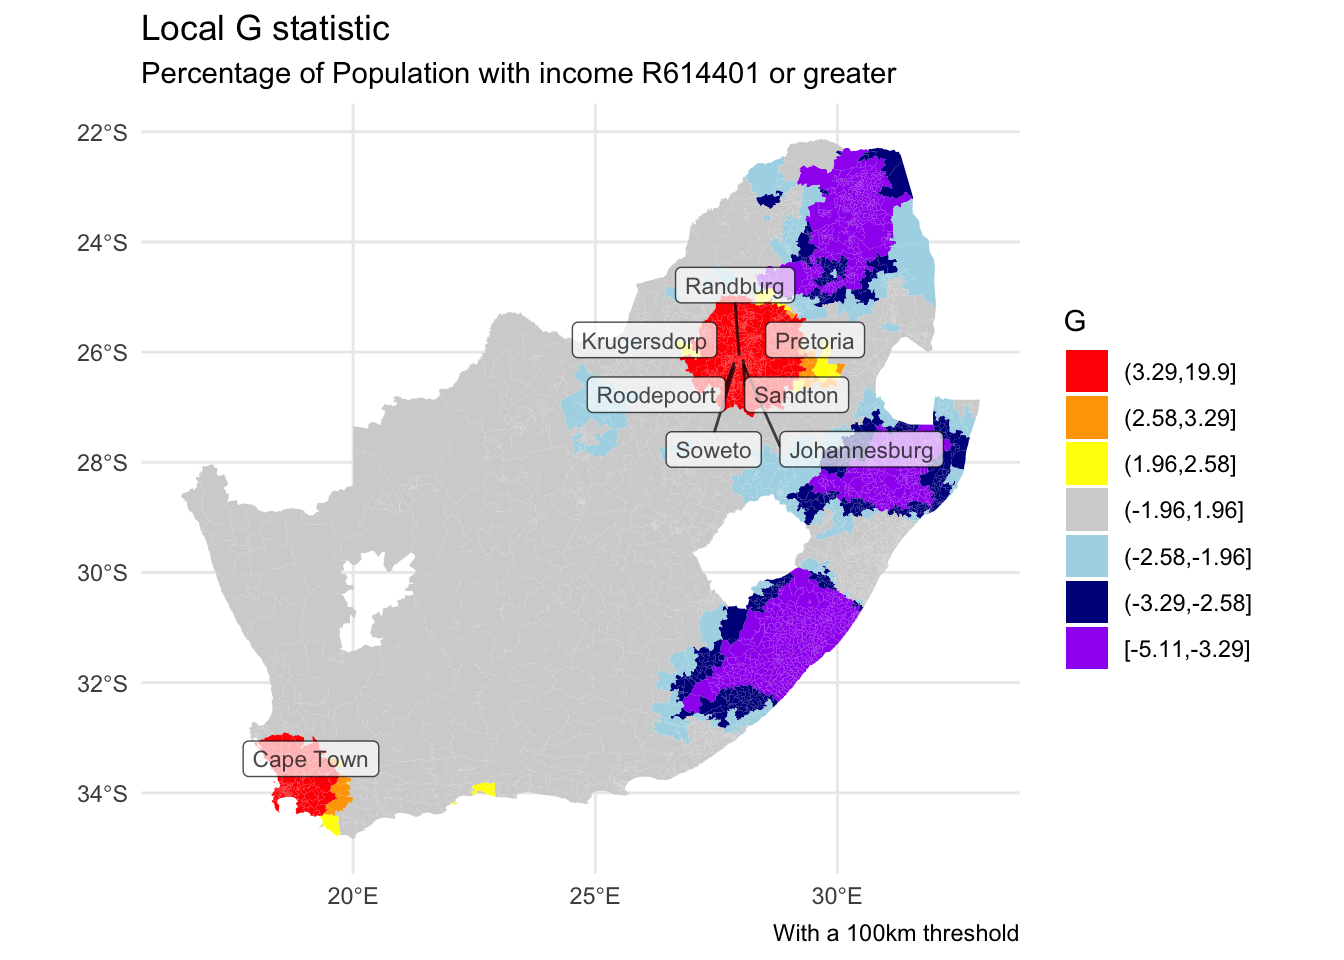 Local G statistic
Percentage of Population with income R614401 or greater
22°S
24°S
26°S
28°S
30°S
32°S
34°S
Randburg
Krugersdorp
Pretoria
Roodepoort
Sandton
Soweto
Johannesburg
Cape Town
20°E
25°E
30°E
With a 100km threshold
G
(3.29,19.9]
(2.58,3.29]
(1.96,2.58]
(-1.96,1.96]
(-2.58,-1.96]
(-3.29,-2.58]
[-5.11,-3.29]